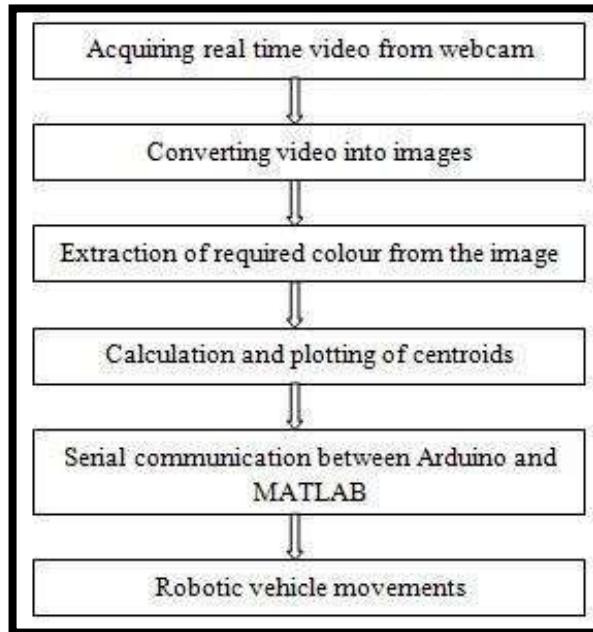 Acquiring real time video from webcam
Converting video into images
Extraction of required colour from the image
Calculation and plotting of centroids
Serial communication between Arduino and
MATLAB
Robotic vehicle movements